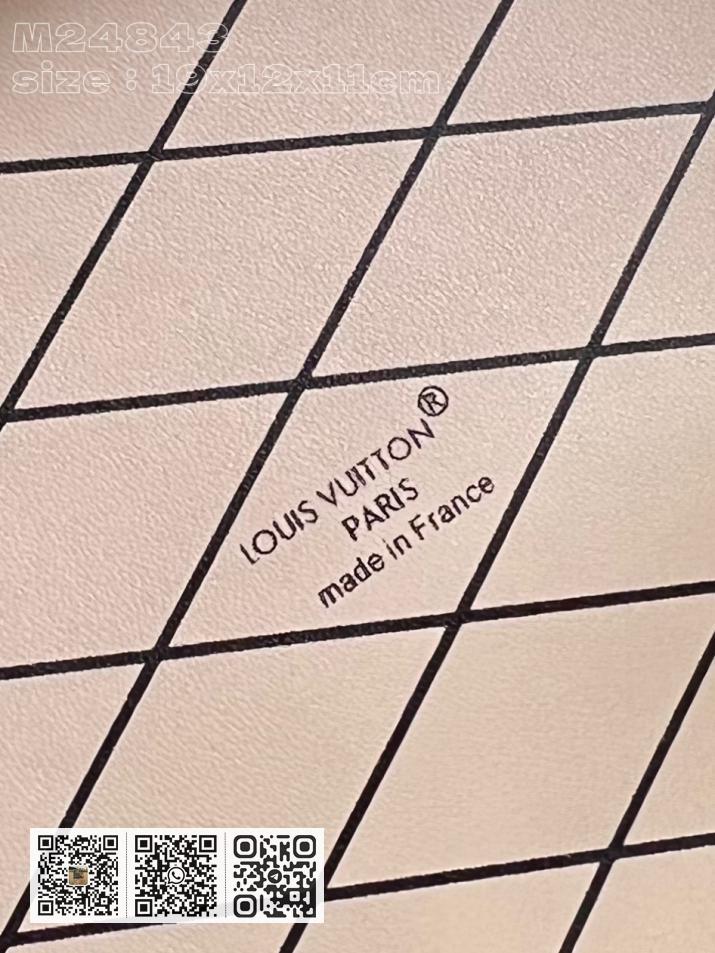 M24843
size : 19x12x11cm
LOUIS VUITTON®
PARIS
made in France